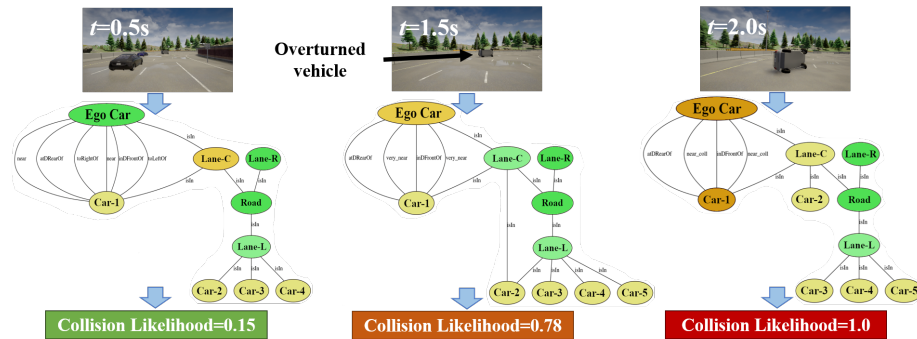 t=0.5s
t=1.5s
t=2.0s
Overturned
vehicle
Ego Car
isIn
near
atDRearOf
toRightOf
near
inDFrontOf
toLeftOf
Lane-C
Lane-R
isIn
isIn
isIn
Car-1
Road
isIn
Lane-L
isIn
isIn
isIn
Car-2
Car-3
Car-4
Collision Likelihood=0.15
Ego Car
isIn
atDRearOf
very_near
inDFrontOf
very_near
Lane-C
Lane-R
isIn
isIn
isIn
Car-1
Road
isIn
isIn
Lane-L
isIn
isIn
isIn
isIn
Car-2
Car-3
Car-4
Car-5
Collision Likelihood=0.78
Ego Car
isIn
atDRearOf
near_coll
inDFrontOf
near_coll
Lane-C
Lane-R
isIn
isIn
isIn
isIn
Car-1
Car-2
Road
isIn
Lane-L
isIn
isIn
isIn
Car-3
Car-4
Car-5
Collision Likelihood=1.0